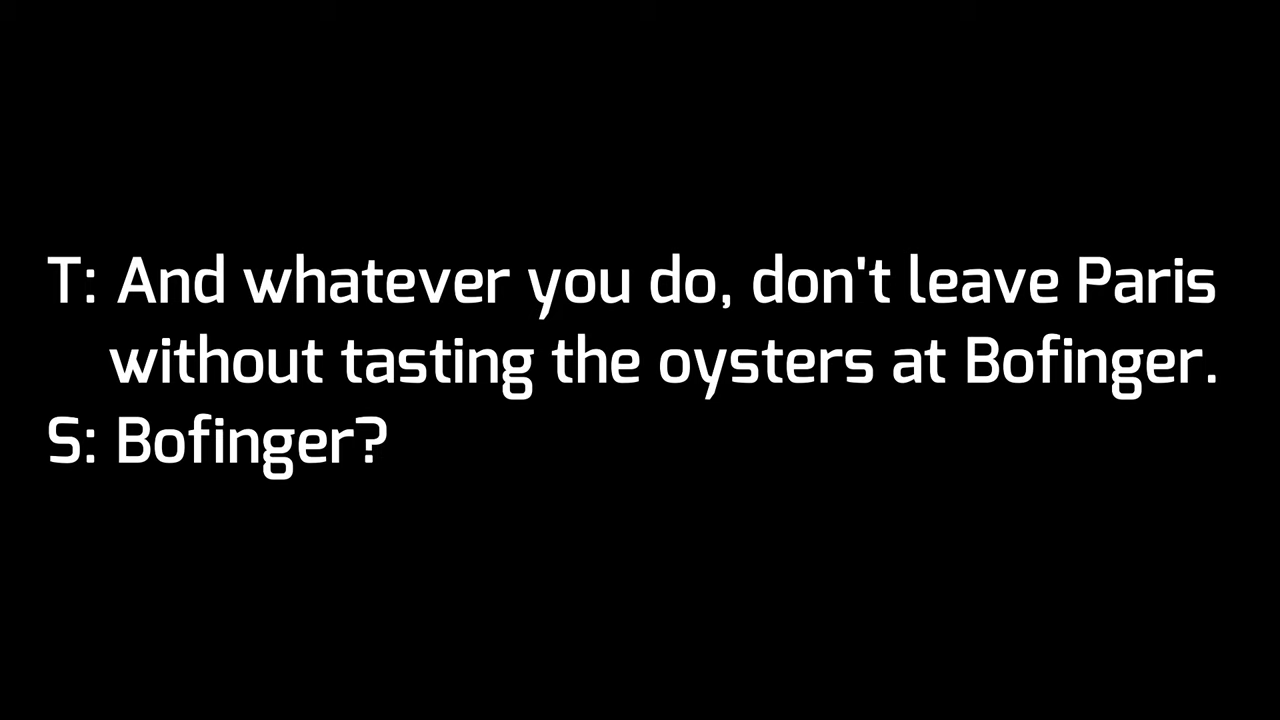 T: And whatever you do, don't leave Paris
without tasting the oysters at Bofinger.
S: Bofinger?